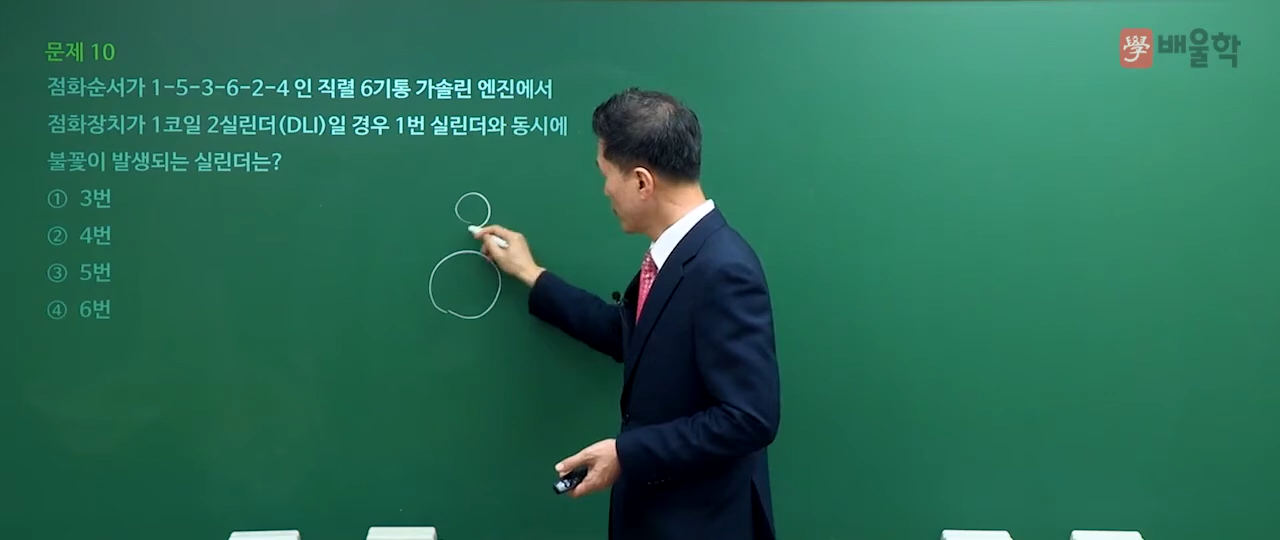 學 배울학
문제 10
점화순서가 1-5-3-6-2-4 인 직렬 6기통 가솔린 엔진에서
점화장치가 1코일 2실린더(DLI)일 경우 1번 실린더와 동시에
불꽃이 발생되는 실린더는?
① 3번
② 4번
③ 5번
④ 6번